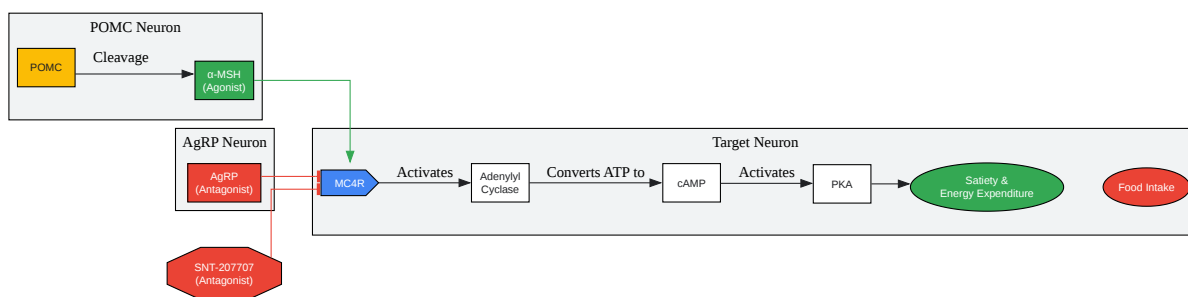 POMC Neuron
POMC
Cleavage
α-MSH
(Agonist)
AgRP Neuron
AgRP
(Antagonist)
SNT-207707
(Antagonist)
Target Neuron
MC4R
Activates
Adenylyl
Cyclase
Converts ATP to
cAMP
Activates
PKA
Satiety &
Energy Expenditure
Food Intake